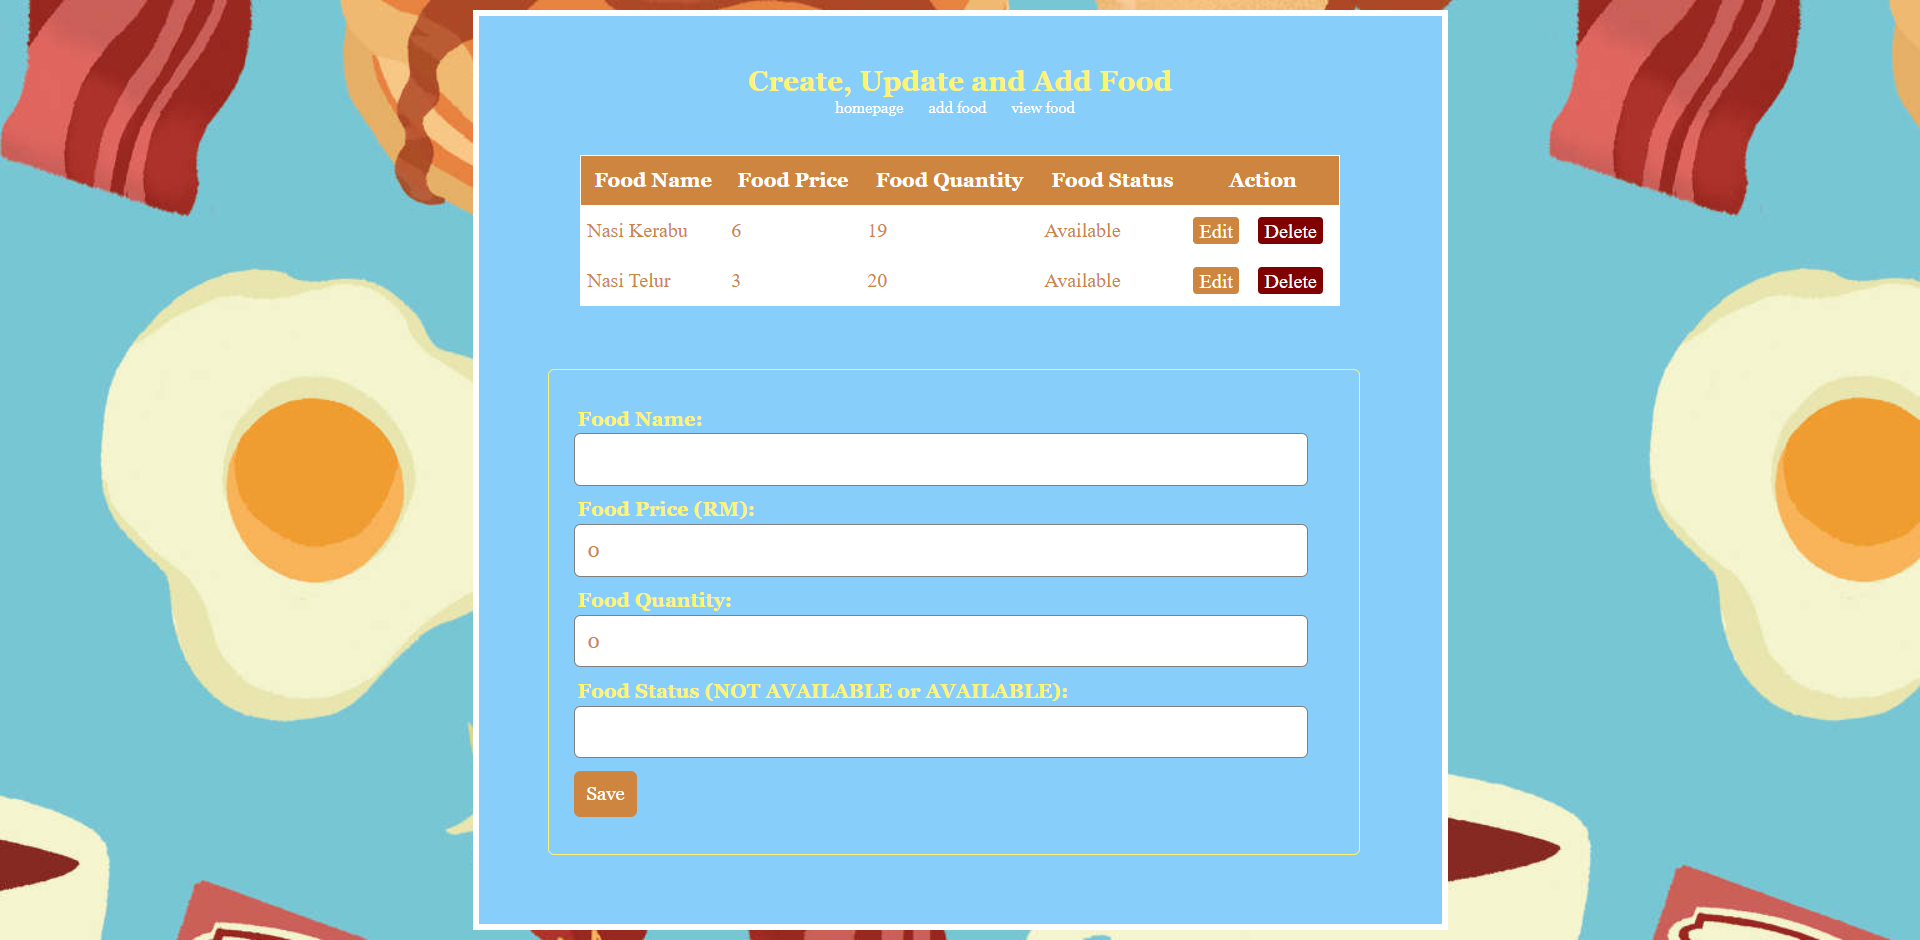 Create, Update and Add Food
homepage add food view food
Food Name Food Price Food Quantity Food Status Action
Nasi Kerabu 6 19 Available Edit Delete
Nasi Telur 3 20 Available Edit Delete
Food Name:
Food Price (RM):
0
Food Quantity:
0
Food Status (NOT AVAILABLE or AVAILABLE):
Save